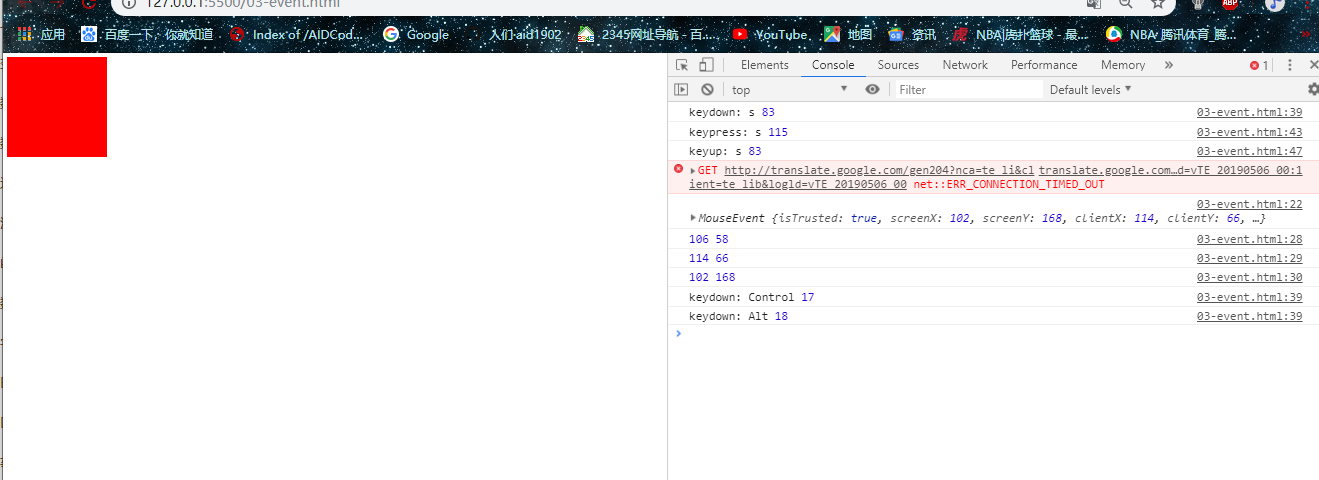 127.0.0.1:5500/03-event.html
应用 百度一下，你就知道 Index of /AIDCpd... Google 人们 aid1902 2345网址导航 - 百... YouTube 地图 资讯 NBA|虎扑篮球 - 最... NBA_腾讯体育_腾...
Elements Console Sources Network Performance Memory » 1
top Filter Default levels
keydown: s 83 03-event.html:39
keypress: s 115 03-event.html:43
keyup: s 83 03-event.html:47
GET http://translate.google.com/gen204?nca=te_li&cl translate.google.com…d=vTE_20190506_00:1
ient=te_lib&logld=vTE_20190506_00 net::ERR_CONNECTION_TIMED_OUT
03-event.html:22
MouseEvent {isTrusted: true, screenX: 102, screenY: 168, clientX: 114, clientY: 66, …}
106 58 03-event.html:28
114 66 03-event.html:29
102 168 03-event.html:30
keydown: Control 17 03-event.html:39
keydown: Alt 18 03-event.html:39